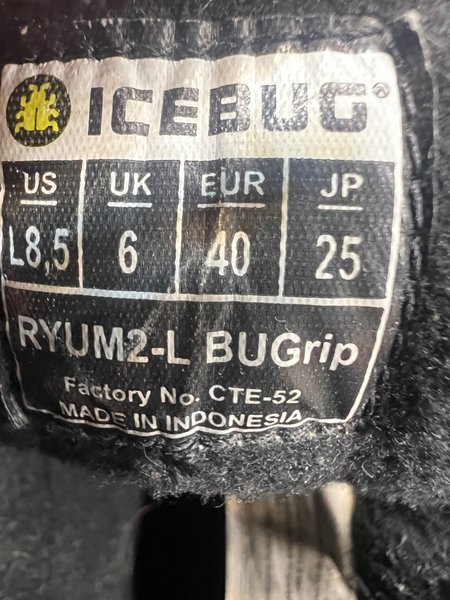 ICEBUG®
US UK EUR JP
L8,5 6 40 25
RYUM2-L BUGrip
Factory No. CTE-52
MADE IN INDONESIA